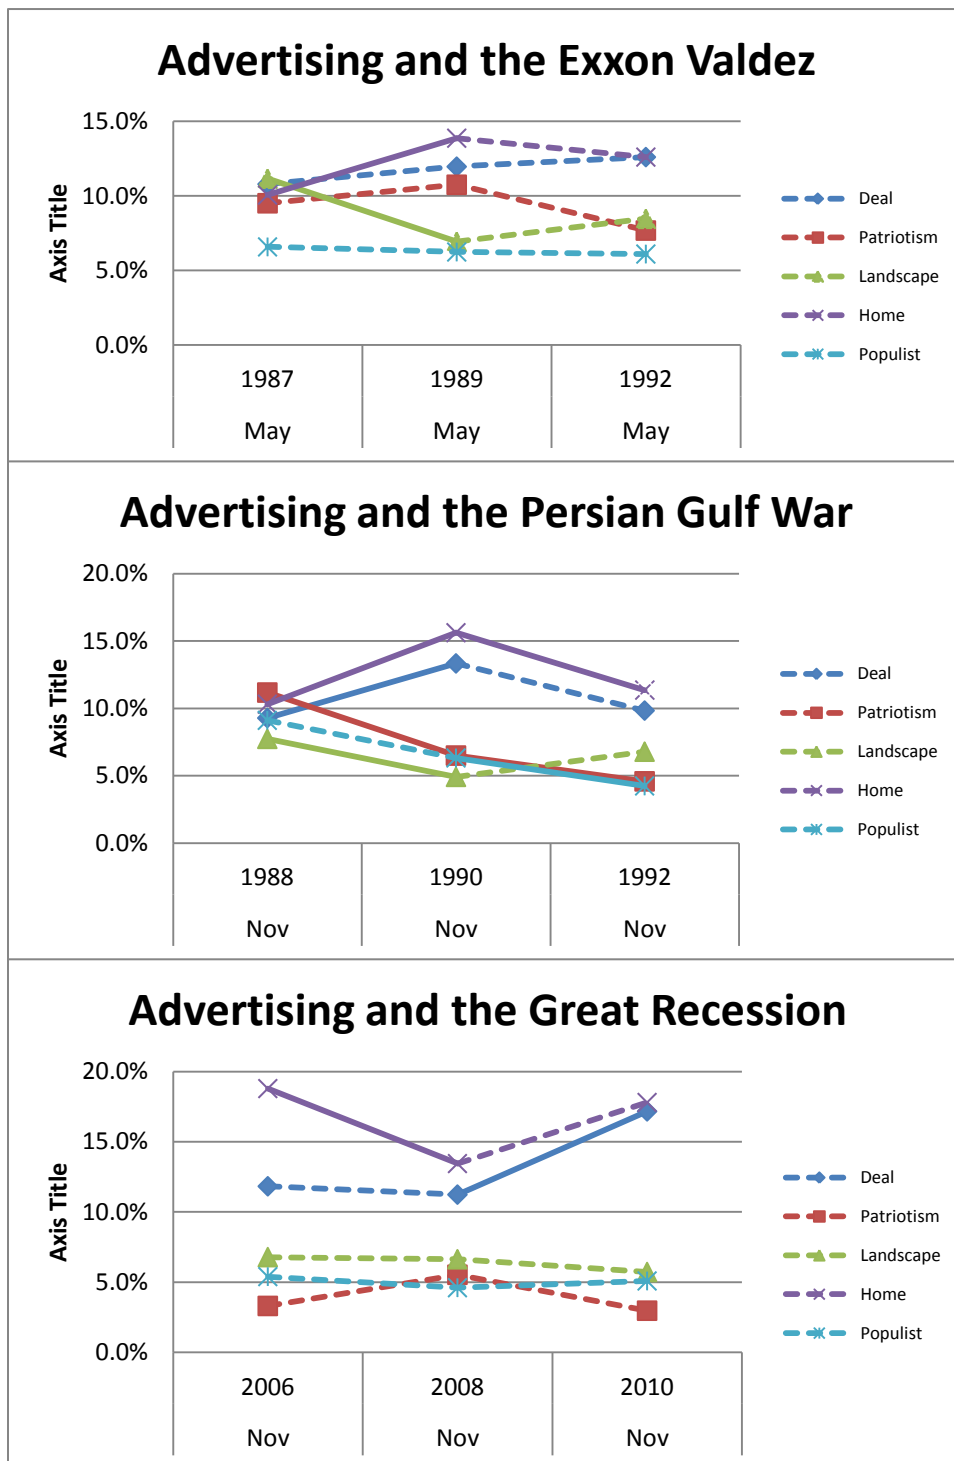 Advertising and the Exxon Valdez
15.0%
10.0%
5.0%
0.0%
Axis Title
1987 1989 1992
May May May
Deal
Patriotism
Landscape
Home
Populist
Advertising and the Persian Gulf War
20.0%
15.0%
10.0%
5.0%
0.0%
Axis Title
1988 1990 1992
Nov Nov Nov
Deal
Patriotism
Landscape
Home
Populist
Advertising and the Great Recession
20.0%
15.0%
10.0%
5.0%
0.0%
Axis Title
2006 2008 2010
Nov Nov Nov
Deal
Patriotism
Landscape
Home
Populist